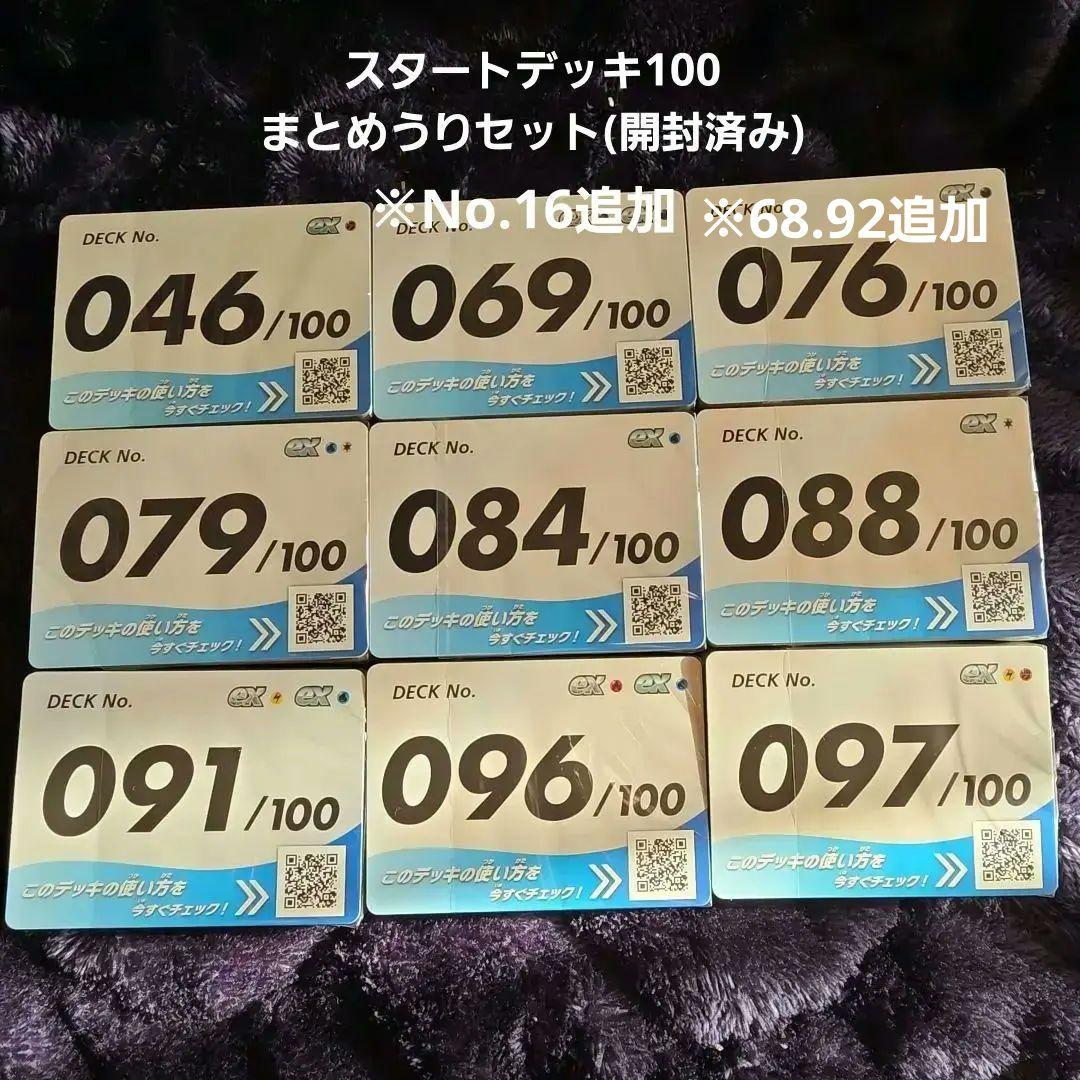 スタートデッキ100
まとめうりセット(開封済み)
※No.16追加
※68.92追加
DECK No.
ex
046/100
このデッキの使い方を
今すぐチェック!
DECK No.
069/100
このデッキの使い方を
今すぐチェック!
ex
076/100
このデッキの使い方を
今すぐチェック!
DECK No.
ex
079/100
このデッキの使い方を
今すぐチェック!
DECK No.
ex
084/100
このデッキの使い方を
今すぐチェック!
DECK No.
ex
088/100
このデッキの使い方を
今すぐチェック!
DECK No.
ex ex
091/100
このデッキの使い方を
今すぐチェック!
DECK No.
ex ex
096/100
このデッキの使い方を
今すぐチェック!
DECK No.
ex
097/100
このデッキの使い方を
今すぐチェック!